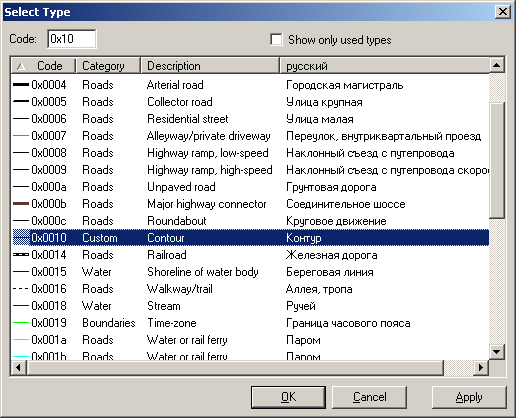 Select Type
Code: 0x10 Show only used types
Code Category Description русский
0x0004 Roads Arterial road Городская магистраль
0x0005 Roads Collector road Улица крупная
0x0006 Roads Residential street Улица малая
0x0007 Roads Alleyway/private driveway Переулок, внутриквартальный проезд
0x0008 Roads Highway ramp, low-speed Наклонный съезд с путепровода
0x0009 Roads Highway ramp, high-speed Наклонный съезд с путепровода скоро
0x000a Roads Unpaved road Грунтовая дорога
0x000b Roads Major highway connector Соединительное шоссе
0x000c Roads Roundabout Круговое движение
0x0010 Custom Contour Контур
0x0014 Roads Railroad Железная дорога
0x0015 Water Shoreline of water body Береговая линия
0x0016 Roads Walkway/trail Аллея, тропа
0x0018 Water Stream Ручей
0x0019 Boundaries Time-zone Граница часового пояса
0x001a Roads Water or rail ferry Паром
0x001b Roads Water or rail ferry Паром
OK Cancel Apply